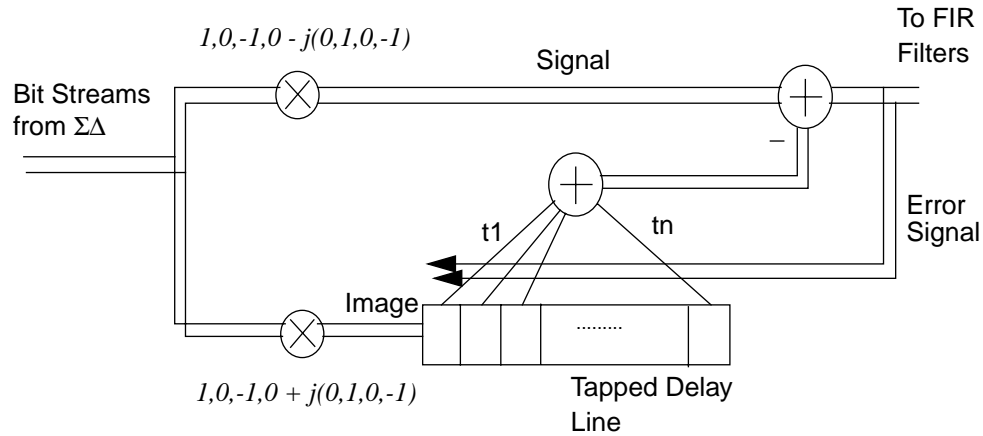 1,0,-1,0 - j(0,1,0,-1)
To FIR
Filters
Signal
Bit Streams
from ΣΔ
–
t1
tn
Error
Signal
Image
.........
1,0,-1,0 + j(0,1,0,-1)
Tapped Delay
Line